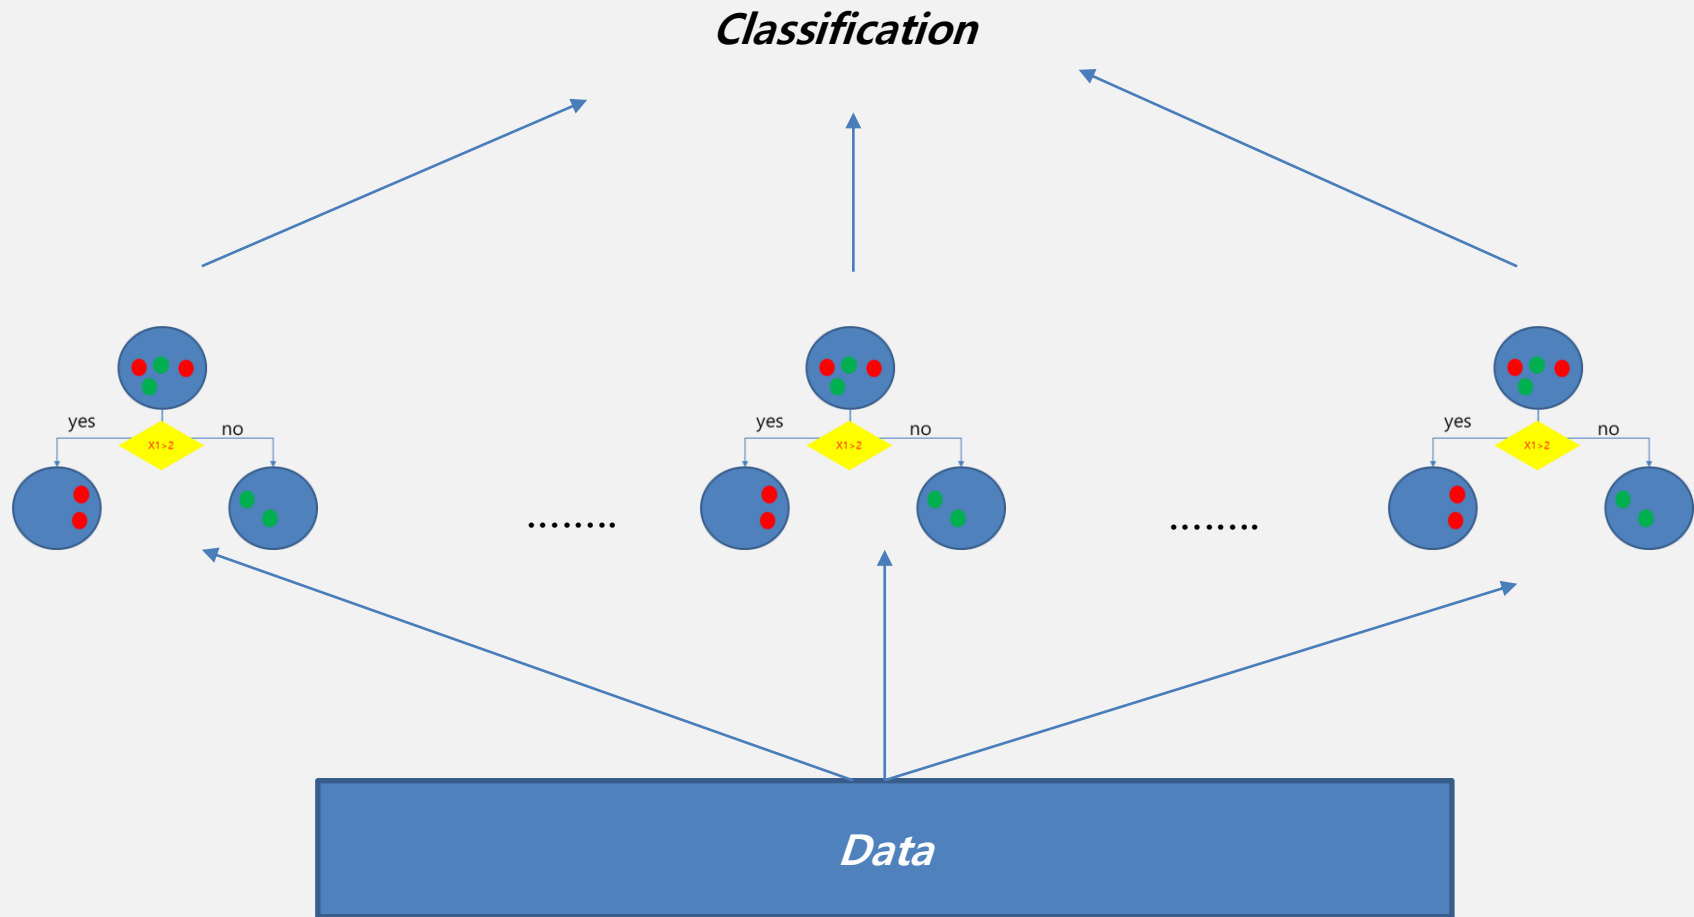 Classification
yes
no
X1>2
yes
no
X1>2
yes
no
X1>2
........
........
Data